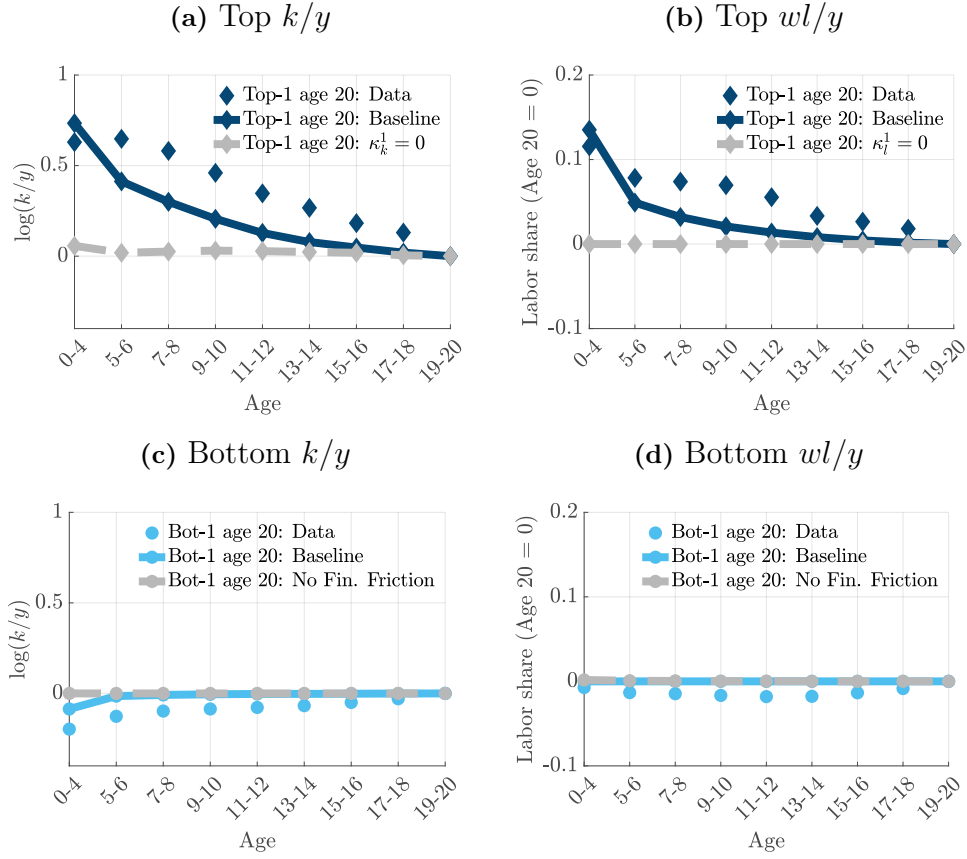 (a) Top k/y
1
0.5
0
log(k/y)
Top-1 age 20: Data
Top-1 age 20: Baseline
Top-1 age 20: κ_k^1 = 0
0-4
5-6
7-8
9-10
11-12
13-14
15-16
17-18
19-20
Age
(b) Top wl/y
0.2
0.1
0
-0.1
Labor share (Age 20 = 0)
Top-1 age 20: Data
Top-1 age 20: Baseline
Top-1 age 20: κ_l^1 = 0
0-4
5-6
7-8
9-10
11-12
13-14
15-16
17-18
19-20
Age
(c) Bottom k/y
1
0.5
0
log(k/y)
Bot-1 age 20: Data
Bot-1 age 20: Baseline
Bot-1 age 20: No Fin. Friction
0-4
5-6
7-8
9-10
11-12
13-14
15-16
17-18
19-20
Age
(d) Bottom wl/y
0.2
0.1
0
-0.1
Labor share (Age 20 = 0)
Bot-1 age 20: Data
Bot-1 age 20: Baseline
Bot-1 age 20: No Fin. Friction
0-4
5-6
7-8
9-10
11-12
13-14
15-16
17-18
19-20
Age